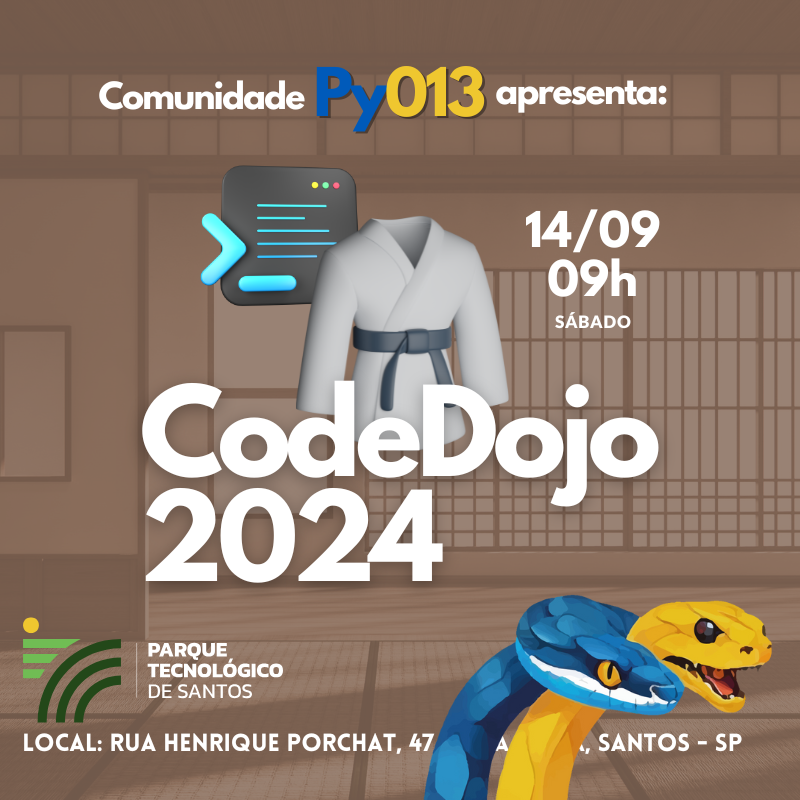 Comunidade Py013 apresenta:
14/09
09h
SÁBADO
CodeDojo
2024
PARQUE
TECNOLÓGICO
DE SANTOS
LOCAL: RUA HENRIQUE PORCHAT, 47 SANTOS - SP